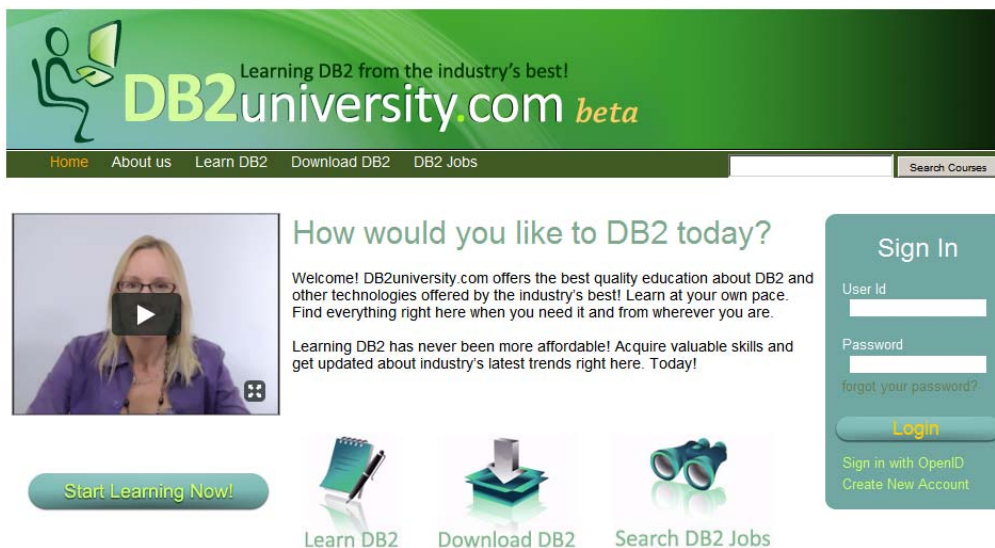 Learning DB2 from the industry's best!
DB2university.com beta
Home About us Learn DB2 Download DB2 DB2 Jobs
Search Courses
How would you like to DB2 today?
Welcome! DB2university.com offers the best quality education about DB2 and
other technologies offered by the industry's best! Learn at your own pace.
Find everything right here when you need it and from wherever you are.
Learning DB2 has never been more affordable! Acquire valuable skills and
get updated about industry's latest trends right here. Today!
Start Learning Now!
Learn DB2
Download DB2
Search DB2 Jobs
Sign In
User Id
Password
forgot your password?
Login
Sign in with OpenID
Create New Account